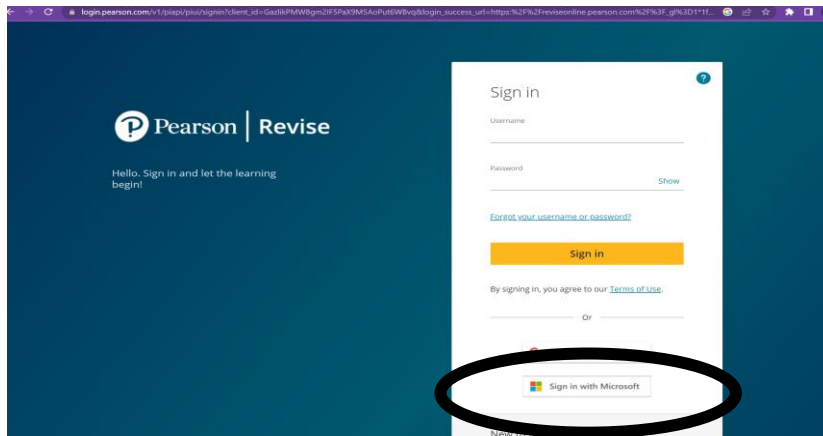 login.pearson.com/v1/piapi/piui/signin?client_id=GazlikPMW8gm2IF5PaX9MSAoPut6W8vq&login_success_url=https:%2F%2Freviseonline.pearson.com%2F%3F_gl%3D1*1f...
Pearson | Revise
Hello. Sign in and let the learning
begin!
?
Sign in
Username
Password
Show
Forgot your username or password?
Sign in
By signing in, you agree to our Terms of Use.
Or
Sign in with Microsoft
New